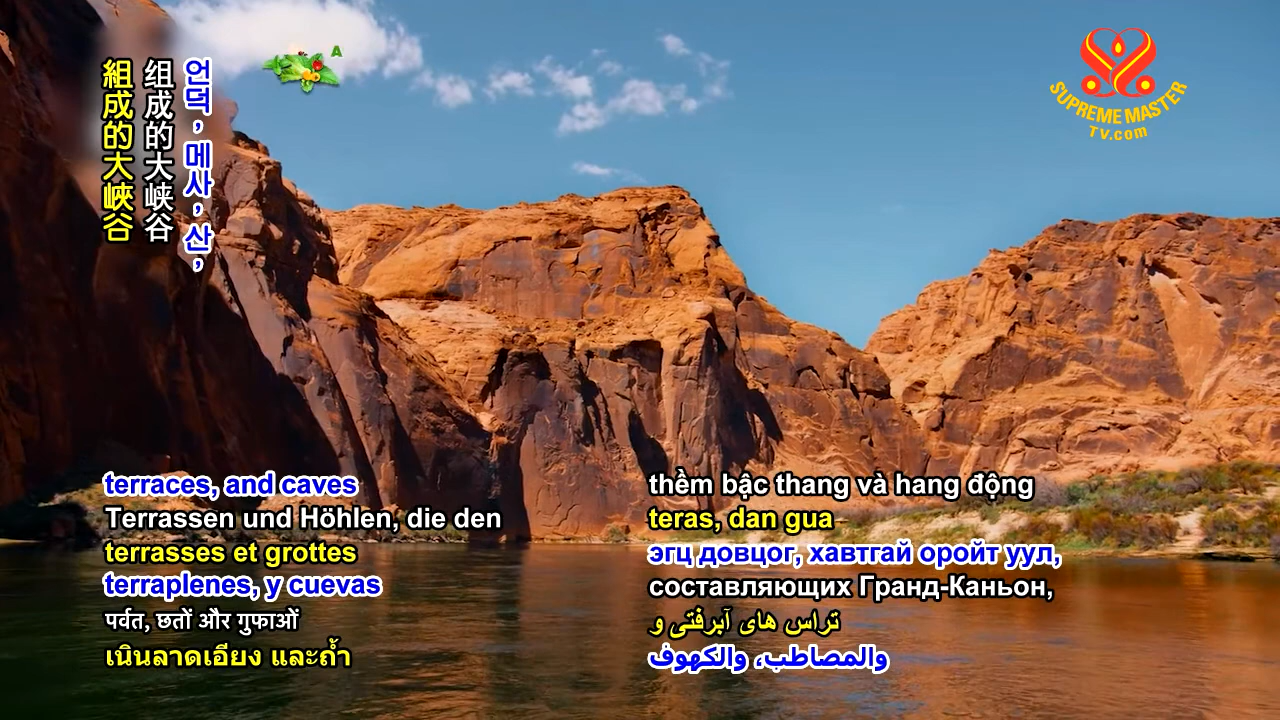 언덕, 메사, 산,
组成的大峡谷
組成的大峽谷
A
SUPREME MASTER
TV.com
terraces, and caves
Terrassen und Höhlen, die den
terrasses et grottes
terraplenes, y cuevas
पर्वत, छतों और गुफाओं
เนินลาดเอียง และถ้ำ
thềm bậc thang và hang động
teras, dan gua
эгц довцог, хавтгай оройт уул,
составляющих Гранд-Каньон,
تراس های آبرفتی و
والمصاطب، والكهوف